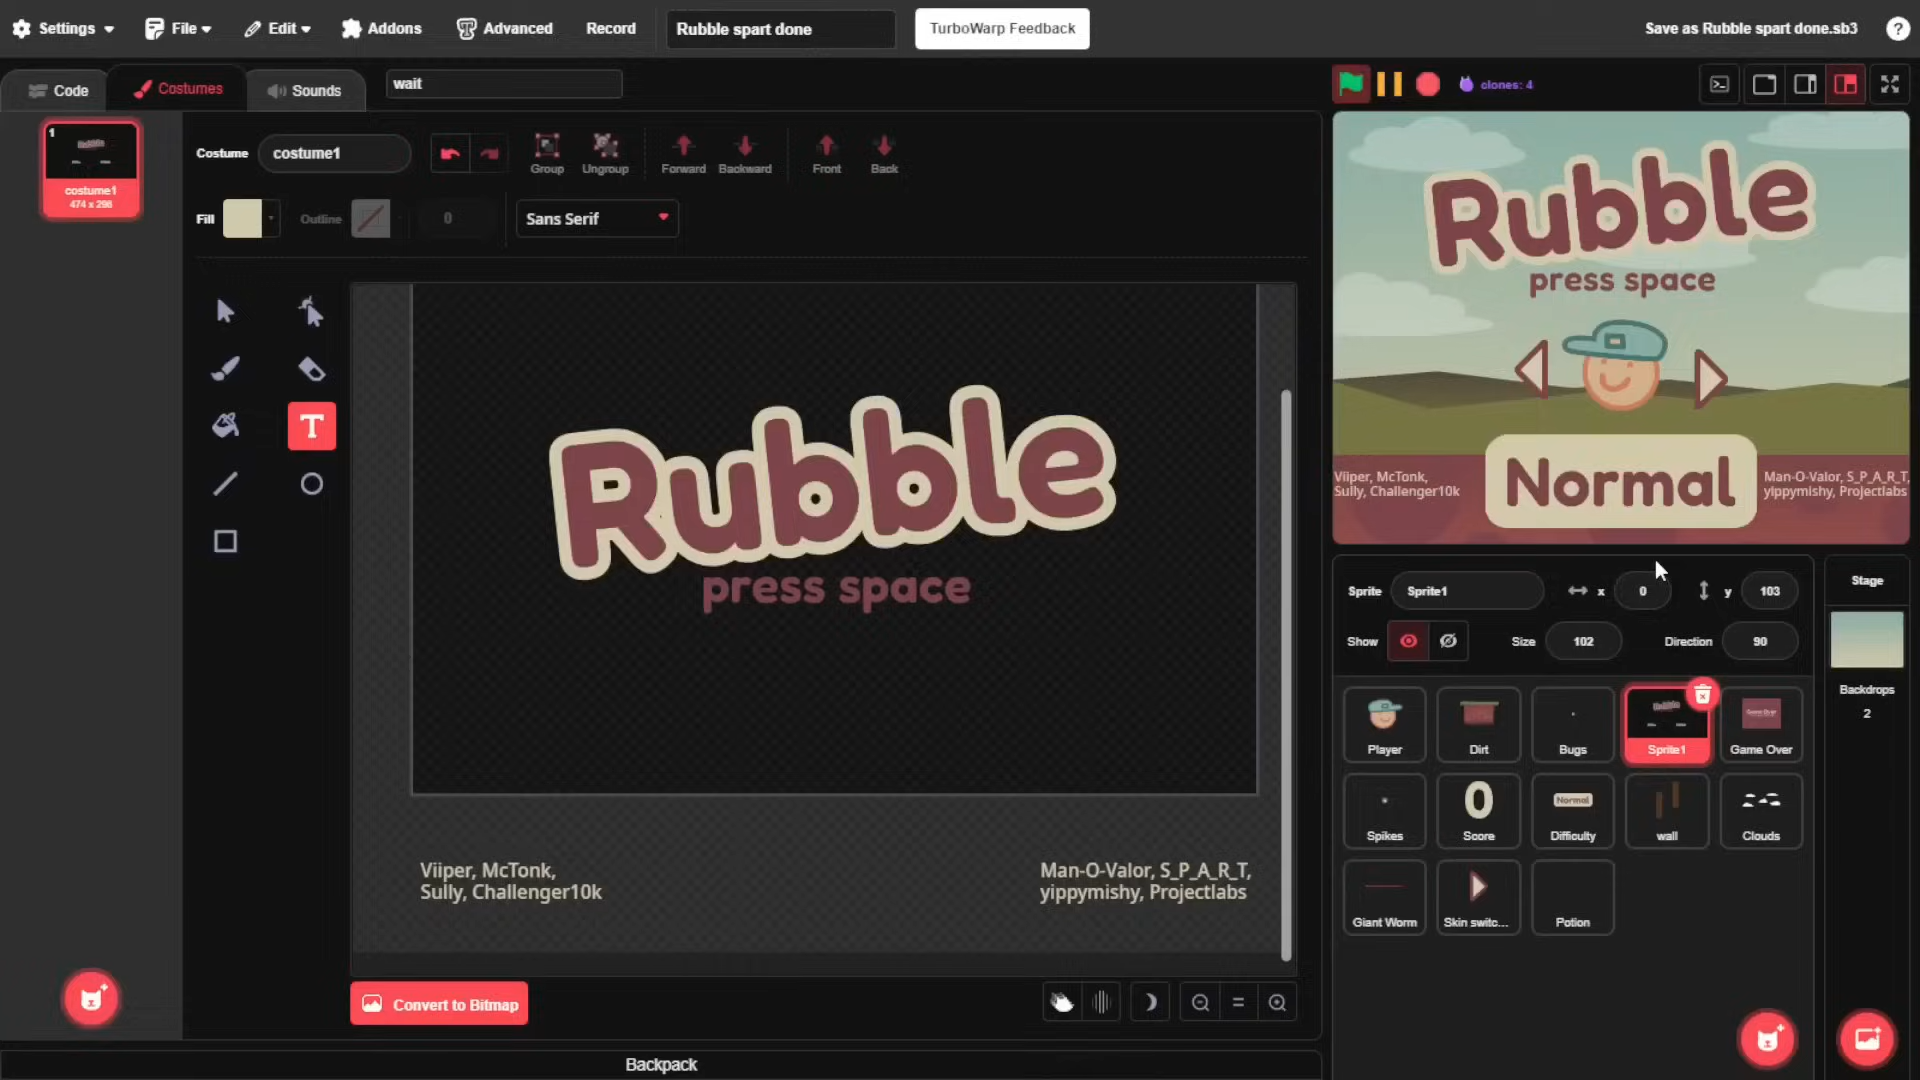 Settings
File
Edit
Addons
Advanced
Record
Rubble spart done
TurboWarp Feedback
Save as Rubble spart done.sb3
?
Code
Costumes
Sounds
wait
clones: 4
1
costume1
474 x 296
Costume
costume1
Group
Ungroup
Forward
Backward
Front
Back
Fill
Outline
0
Sans Serif
T
Rubble
press space
Viiper, McTonk,
Sully, Challenger10k
Man-O-Valor, S_P_A_R_T,
yippymishy, Projectlabs
Convert to Bitmap
Backpack
Rubble
press space
Normal
Viiper, McTonk,
Sully, Challenger10k
Man-O-Valor, S_P_A_R_T,
yippymishy, Projectlabs
Sprite
Sprite1
x
0
y
103
Show
Size
102
Direction
90
Stage
Backdrops
2
Player
Dirt
Bugs
Sprite1
Game Over
Game Over
Spikes
0
Score
Normal
Difficulty
wall
Clouds
Giant Worm
Skin switc...
Potion